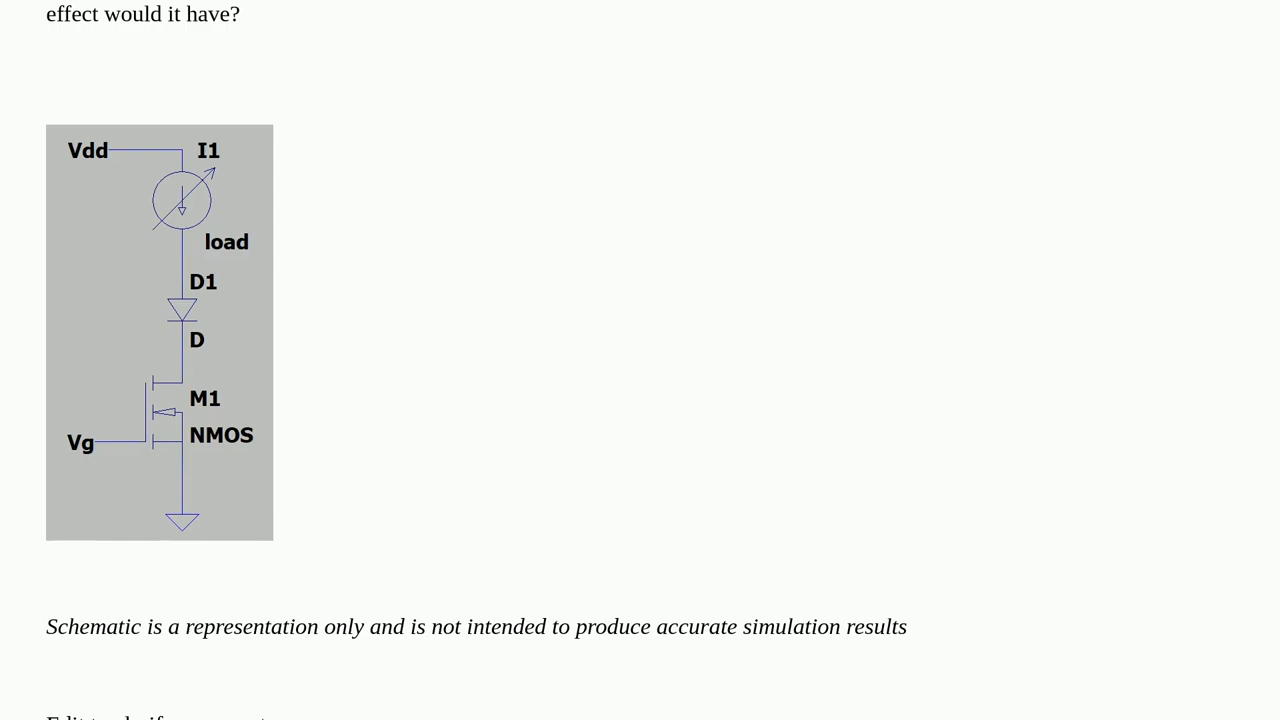 effect would it have?
Vdd
I1
load
D1
D
M1
NMOS
Vg
Schematic is a representation only and is not intended to produce accurate simulation results